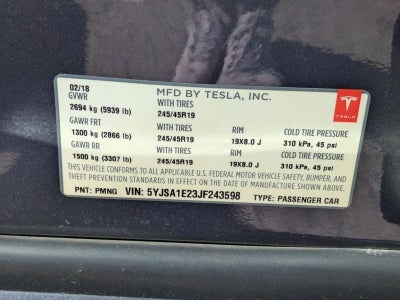 02/18 MFD BY TESLA, INC.
GVWR
2694 kg (5939 lb) WITH TIRES
245/45R19
GAWR FRT WITH TIRES RIM COLD TIRE PRESSURE
1300 kg (2866 lb) 245/45R19 19X8.0 J 310 kPa, 45 psi
GAWR RR WITH TIRES RIM COLD TIRE PRESSURE
1500 kg (3307 lb) 245/45R19 19X8.0 J 310 kPa, 45 psi
THIS VEHICLE CONFORMS TO ALL APPLICABLE U.S. FEDERAL MOTOR VEHICLE SAFETY, BUMPER, AND
THEFT PREVENTION STANDARDS IN EFFECT ON THE DATE OF MANUFACTURE SHOWN ABOVE.
PNT: PMNG VIN: 5YJSA1E23JF243598 TYPE: PASSENGER CAR
TESLA